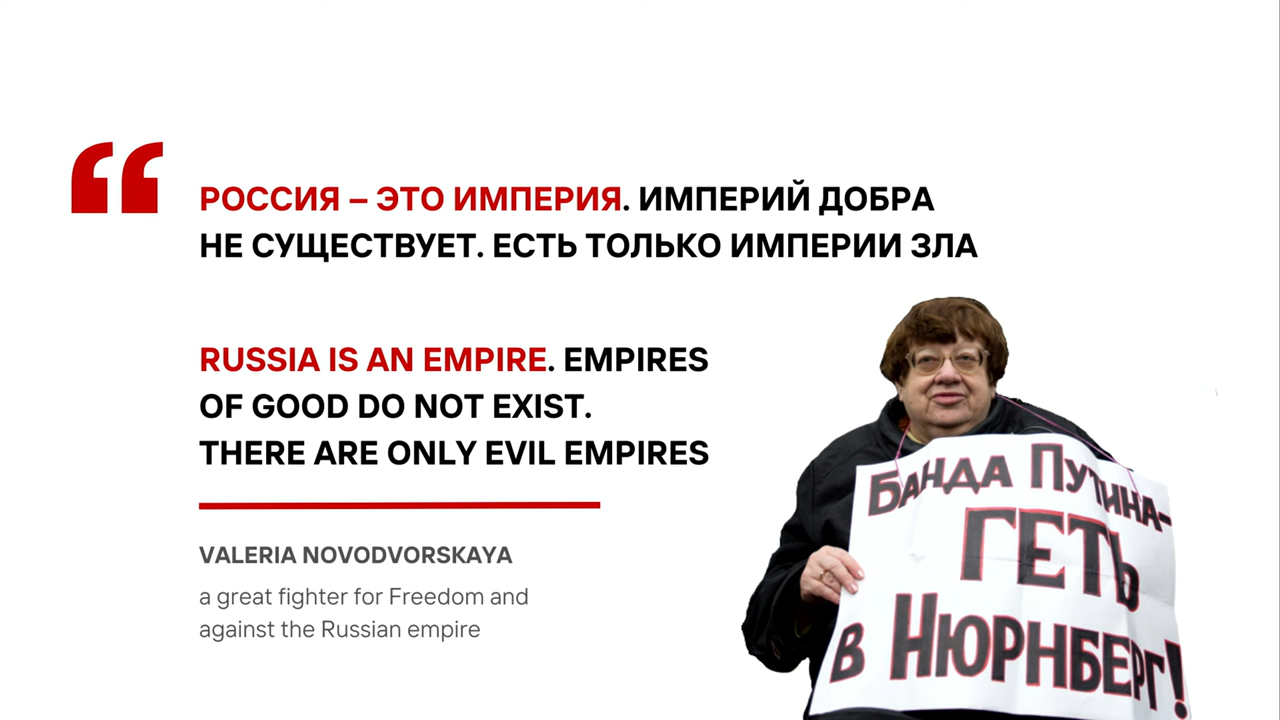 “
РОССИЯ – ЭТО ИМПЕРИЯ. ИМПЕРИЙ ДОБРА
НЕ СУЩЕСТВУЕТ. ЕСТЬ ТОЛЬКО ИМПЕРИИ ЗЛА
RUSSIA IS AN EMPIRE. EMPIRES
OF GOOD DO NOT EXIST.
THERE ARE ONLY EVIL EMPIRES
VALERIA NOVODVORSKAYA
a great fighter for Freedom and
against the Russian empire
БАНДА ПУТИНА–
ГЕТЬ
В НЮРНБЕРГ!